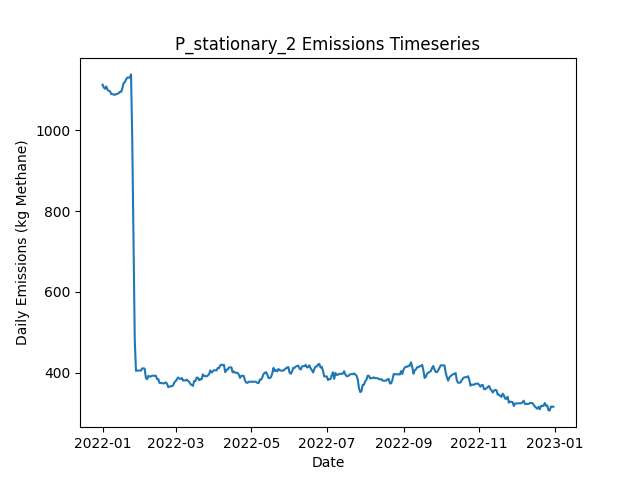 P_stationary_2 Emissions Timeseries
Daily Emissions (kg Methane)
1000
800
600
400
2022-01 2022-03 2022-05 2022-07 2022-09 2022-11 2023-01
Date